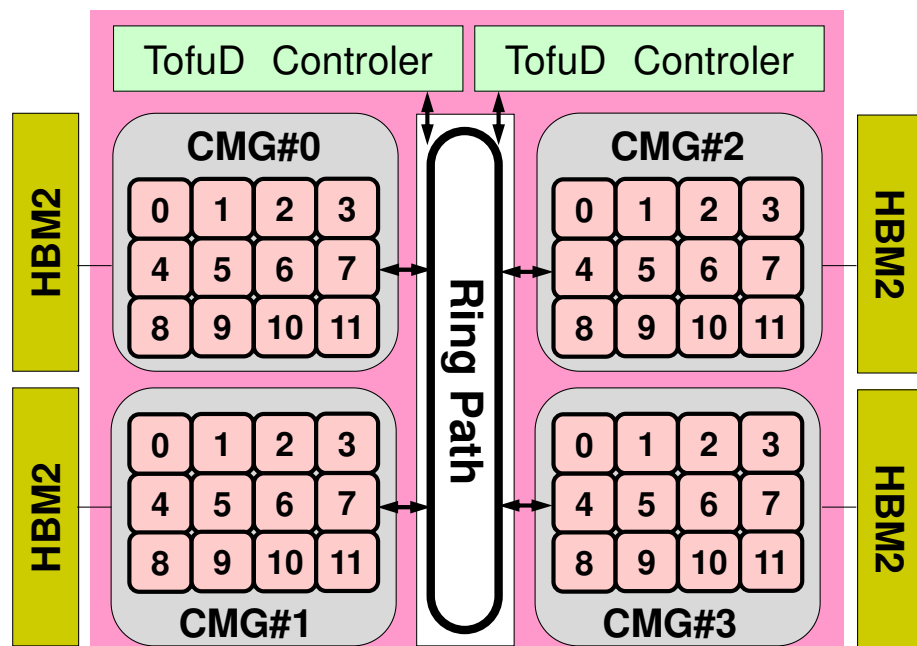 TofuD Controler
TofuD Controler
HBM2
CMG#0
0 1 2 3
4 5 6 7
8 9 10 11
Ring Path
CMG#2
0 1 2 3
4 5 6 7
8 9 10 11
HBM2
HBM2
0 1 2 3
4 5 6 7
8 9 10 11
CMG#1
0 1 2 3
4 5 6 7
8 9 10 11
CMG#3
HBM2